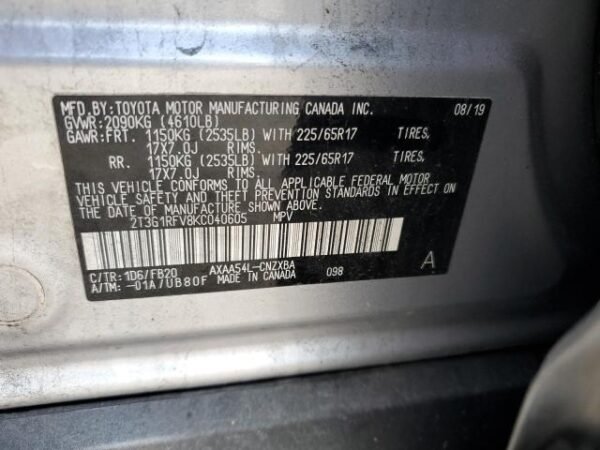 MFD.BY: TOYOTA MOTOR MANUFACTURING CANADA INC. 08/19
GVWR: 2090KG (4610LB)
GAWR: FRT. 1150KG (2535LB) WITH 225/65R17 TIRES,
17X7.0J RIMS.
RR. 1150KG (2535LB) WITH 225/65R17 TIRES,
17X7.0J RIMS.
THIS VEHICLE CONFORMS TO ALL APPLICABLE FEDERAL MOTOR
VEHICLE SAFETY AND THEFT PREVENTION STANDARDS IN EFFECT ON
THE DATE OF MANUFACTURE SHOWN ABOVE.
2T3G1RFV8KC040605 MPV
C/TR: 1D6/FB20 AXAA54L-CNZXBA 098 A
A/TM: -01A/UB80F MADE IN CANADA